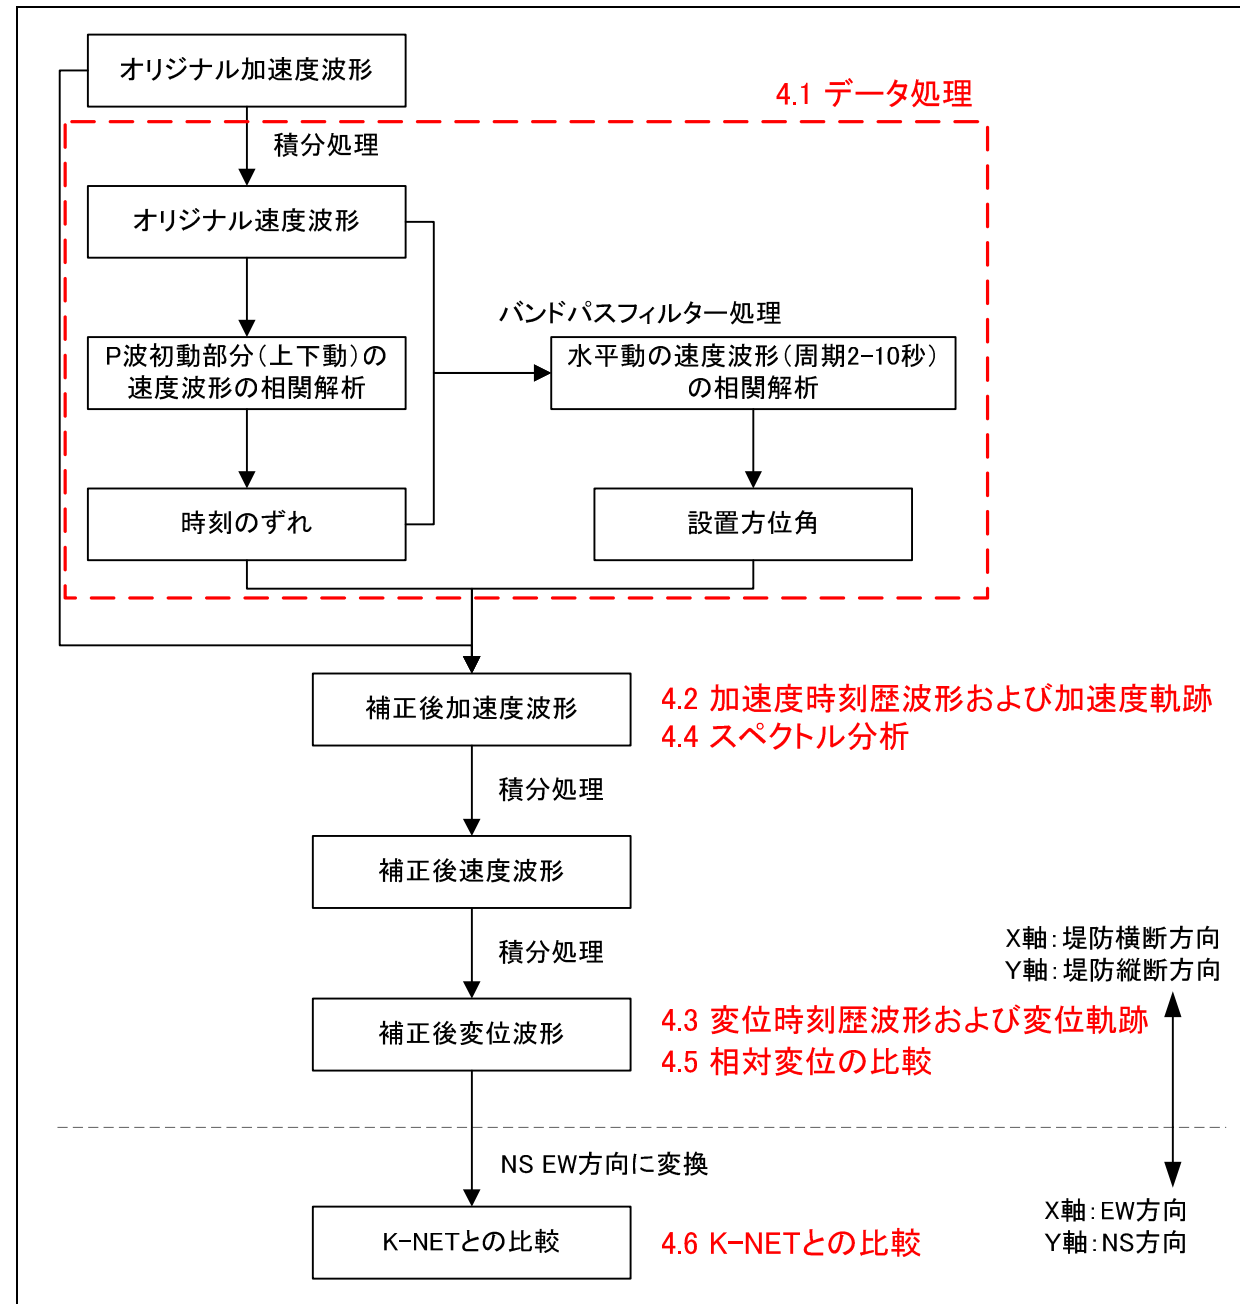 オリジナル加速度波形
4.1 データ処理
積分処理
オリジナル速度波形
バンドパスフィルター処理
P波初動部分(上下動)の
速度波形の相関解析
水平動の速度波形(周期2-10秒)
の相関解析
時刻のずれ
設置方位角
補正後加速度波形
4.2 加速度時刻歴波形および加速度軌跡
4.4 スペクトル分析
積分処理
補正後速度波形
積分処理
X軸:堤防横断方向
Y軸:堤防縦断方向
補正後変位波形
4.3 変位時刻歴波形および変位軌跡
4.5 相対変位の比較
NS EW方向に変換
K-NETとの比較
4.6 K-NETとの比較
X軸:EW方向
Y軸:NS方向